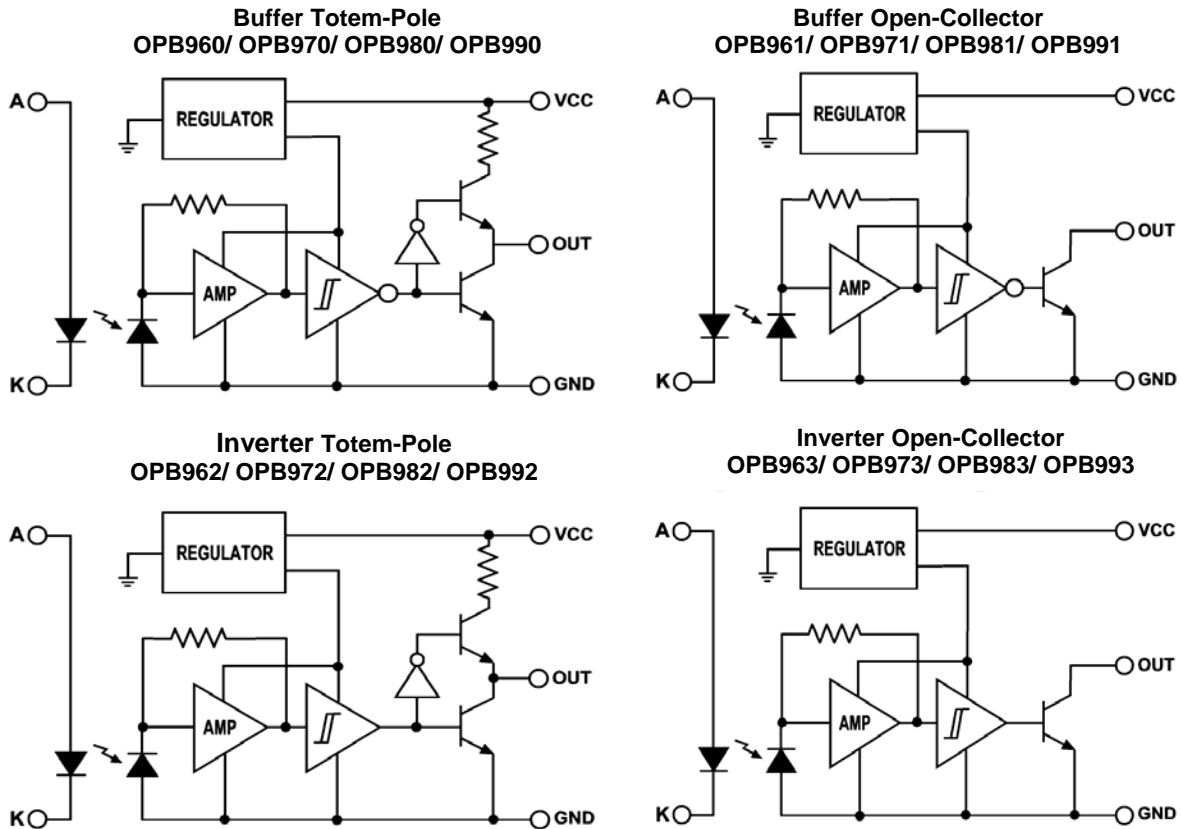 Buffer Totem-Pole
OPB960/ OPB970/ OPB980/ OPB990
A
REGULATOR
VCC
AMP
OUT
K
GND
Buffer Open-Collector
OPB961/ OPB971/ OPB981/ OPB991
A
REGULATOR
VCC
OUT
AMP
K
GND
Inverter Totem-Pole
OPB962/ OPB972/ OPB982/ OPB992
A
REGULATOR
VCC
OUT
AMP
K
GND
Inverter Open-Collector
OPB963/ OPB973/ OPB983/ OPB993
A
REGULATOR
VCC
OUT
AMP
K
GND